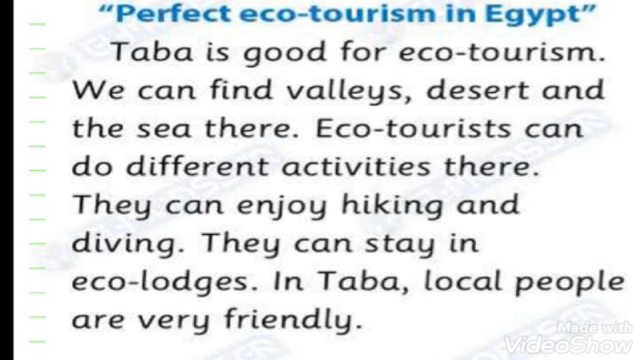 “Perfect eco-tourism in Egypt”
Taba is good for eco-tourism.
We can find valleys, desert and
the sea there. Eco-tourists can
do different activities there.
They can enjoy hiking and
diving. They can stay in
eco-lodges. In Taba, local people
are very friendly.
Made with
VideoShow